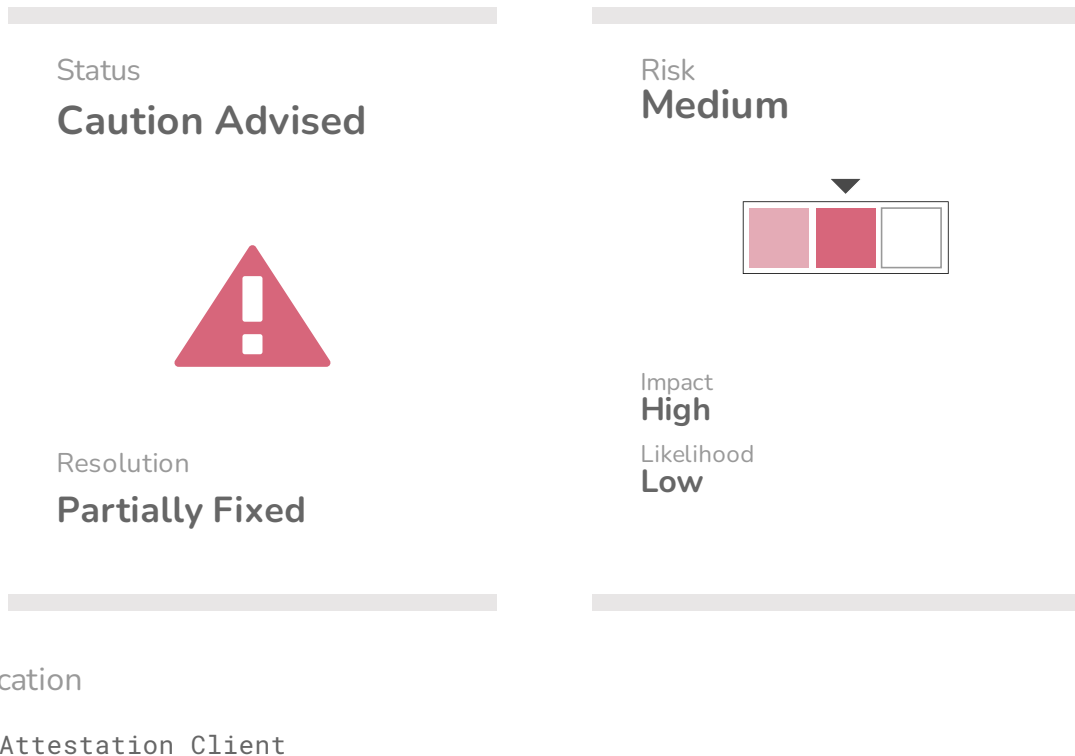 Status
Caution Advised
Resolution
Partially Fixed
Risk
Medium
Impact
High
Likelihood
Low
cation
Attestation Client